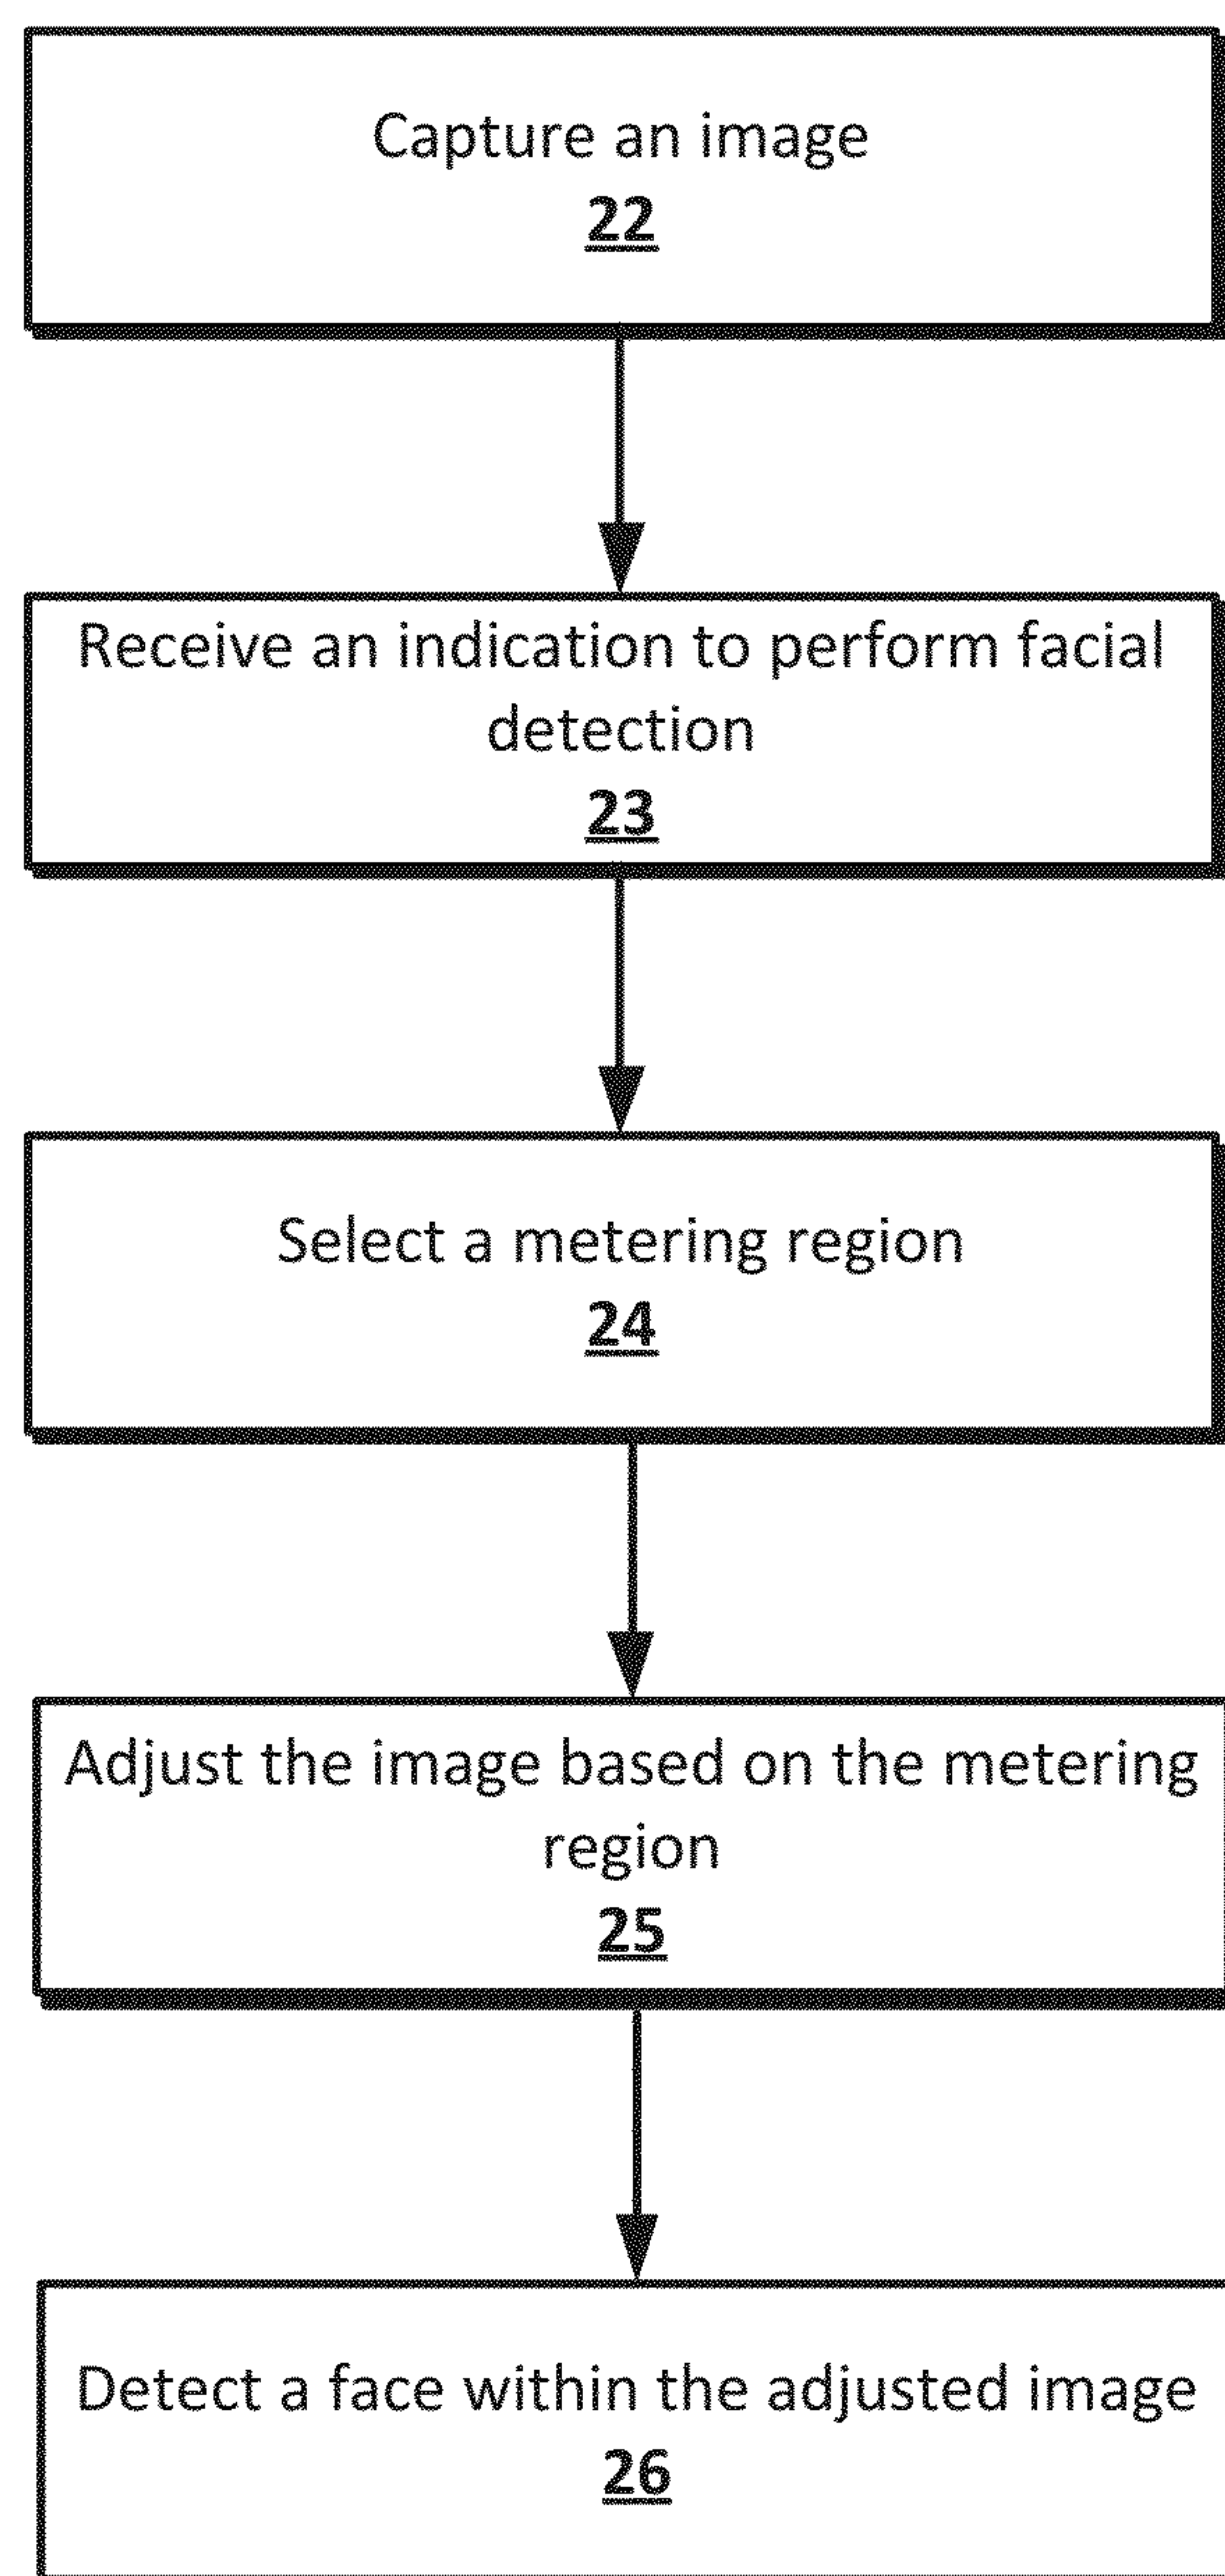 Capture an image
22
Receive an indication to perform facial
detection
23
Select a metering region
24
Adjust the image based on the metering
region
25
Detect a face within the adjusted image
26